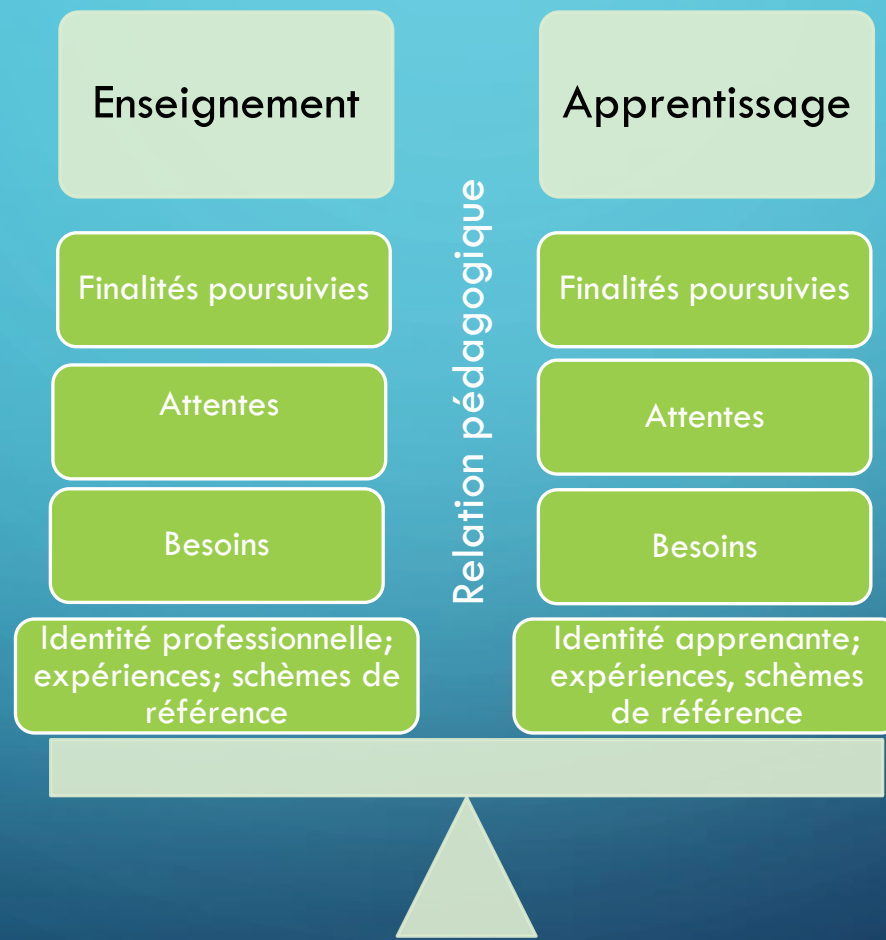 Enseignement
Apprentissage
Relation pédagogique
Finalités poursuivies
Finalités poursuivies
Attentes
Attentes
Besoins
Besoins
Identité professionnelle;
expériences; schèmes de
référence
Identité apprenante;
expériences, schèmes
de référence